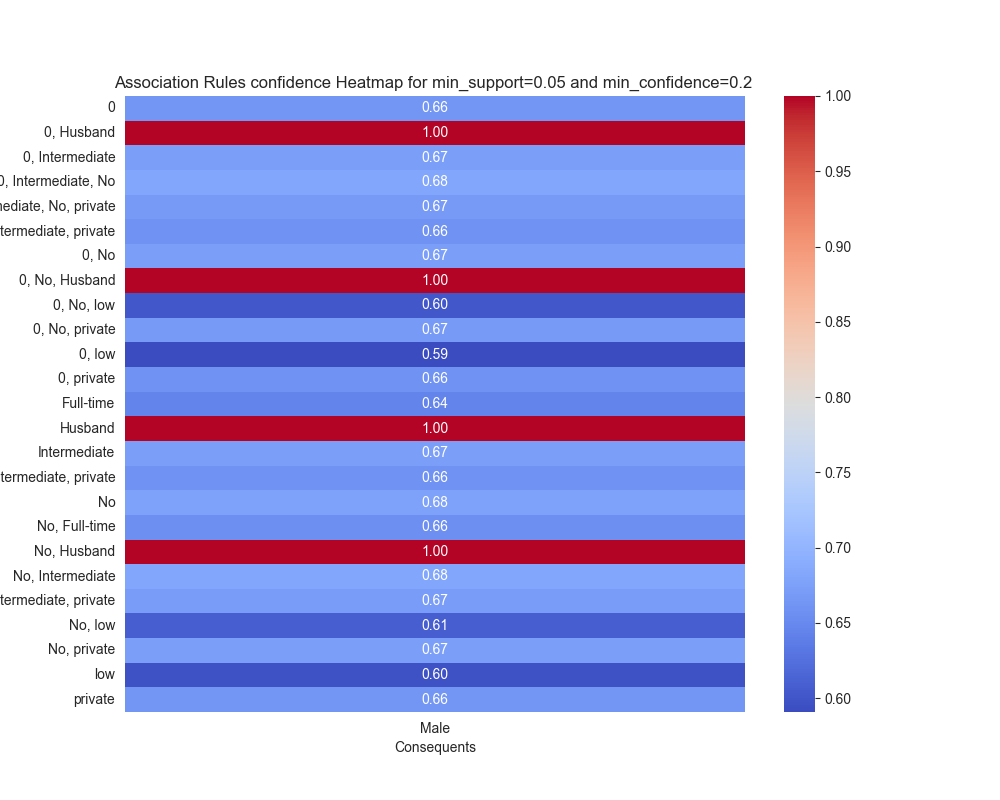 Association Rules confidence Heatmap for min_support=0.05 and min_confidence=0.2
0 0.66
0, Husband 1.00
0, Intermediate 0.67
0, Intermediate, No 0.68
mediate, No, private 0.67
termediate, private 0.66
0, No 0.67
0, No, Husband 1.00
0, No, low 0.60
0, No, private 0.67
0, low 0.59
0, private 0.66
Full-time 0.64
Husband 1.00
Intermediate 0.67
termediate, private 0.66
No 0.68
No, Full-time 0.66
No, Husband 1.00
No, Intermediate 0.68
termediate, private 0.67
No, low 0.61
No, private 0.67
low 0.60
private 0.66
Male
Consequents
1.00
0.95
0.90
0.85
0.80
0.75
0.70
0.65
0.60